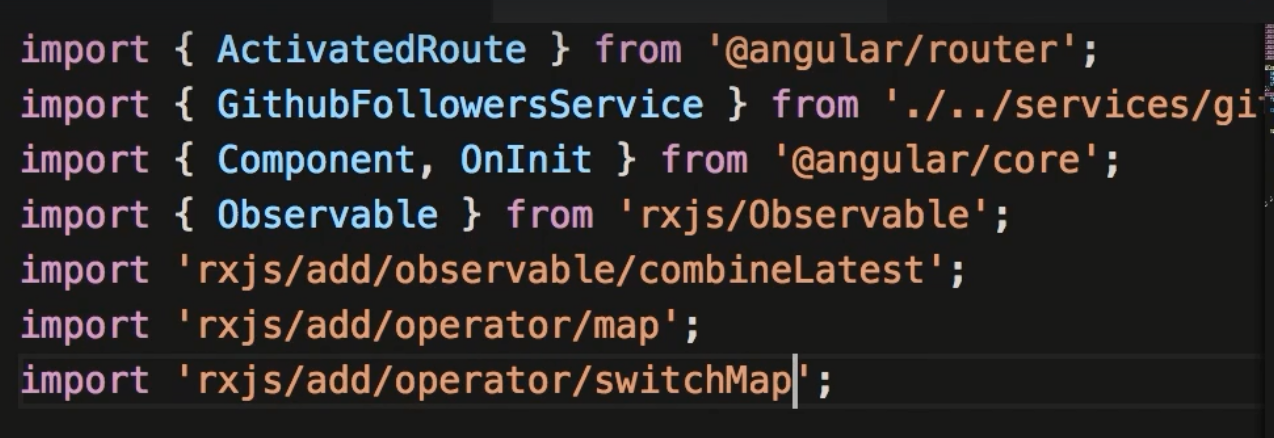 import { ActivatedRoute } from '@angular/router';
import { GithubFollowersService } from './../services/gi
import { Component, OnInit } from '@angular/core';
import { Observable } from 'rxjs/Observable';
import 'rxjs/add/observable/combineLatest';
import 'rxjs/add/operator/map';
import 'rxjs/add/operator/switchMap';